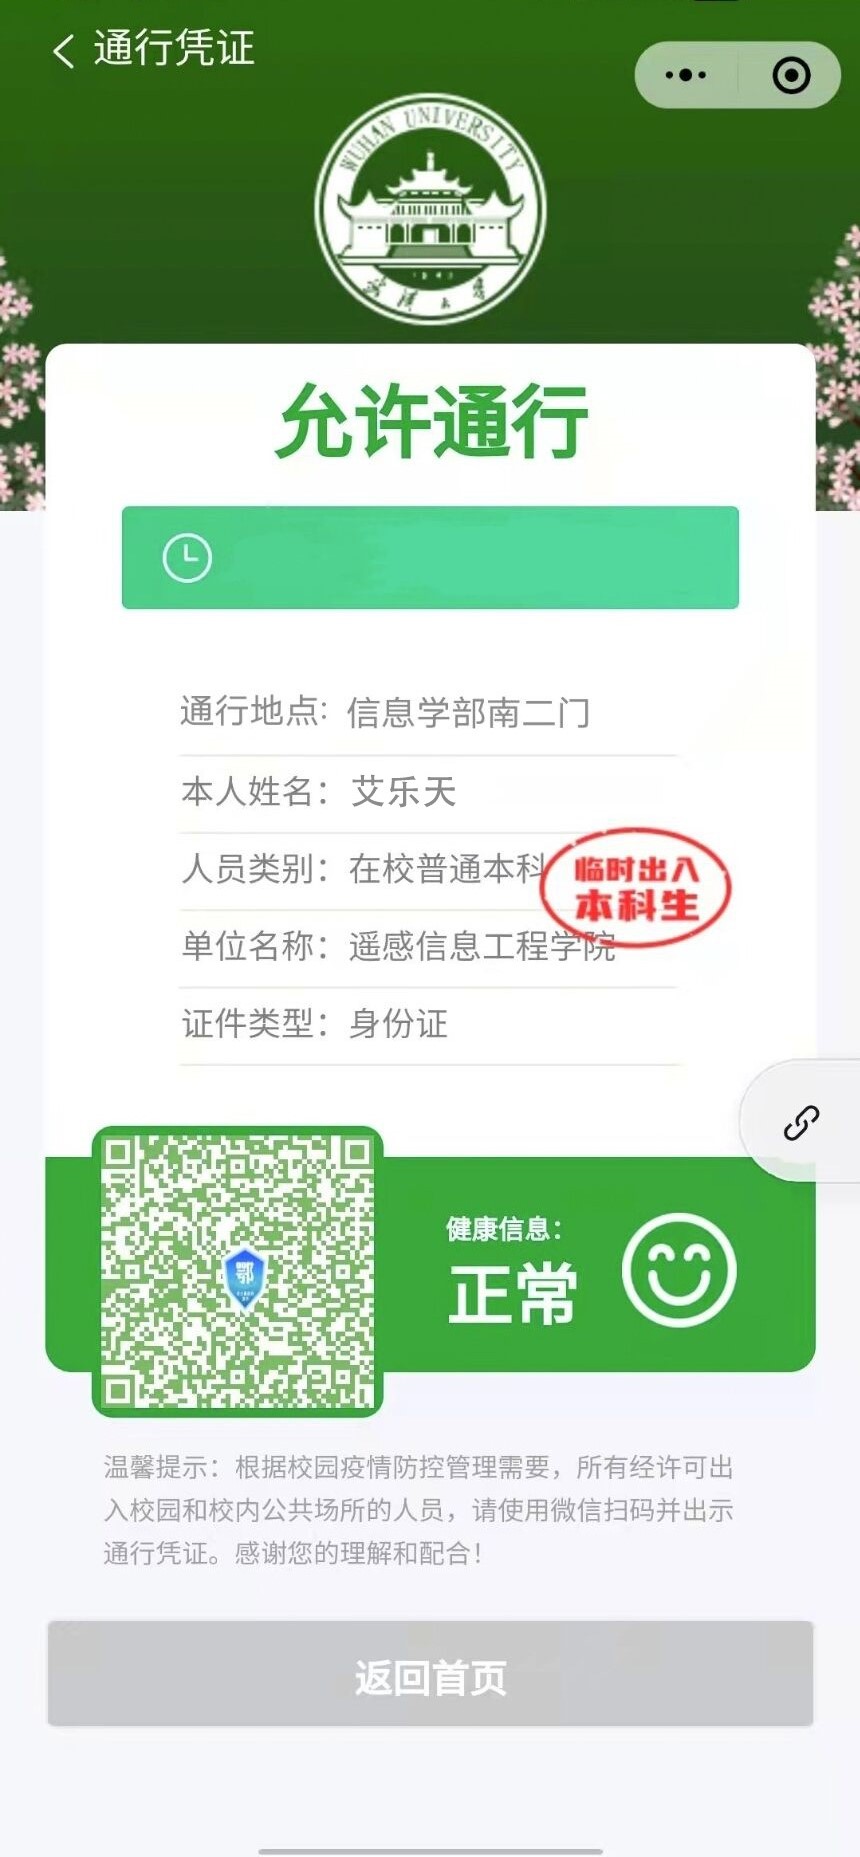 通行凭证
WUHAN UNIVERSITY
武汉大学
允许通行
通行地点：信息学部南二门
本人姓名：艾乐天
人员类别：在校普通本科
临时出入
本科生
单位名称：遥感信息工程学院
证件类型：身份证
鄂
健康信息：
正常
温馨提示：根据校园疫情防控管理需要，所有经许可出
入校园和校内公共场所的人员，请使用微信扫码并出示
通行凭证。感谢您的理解和配合！
返回首页